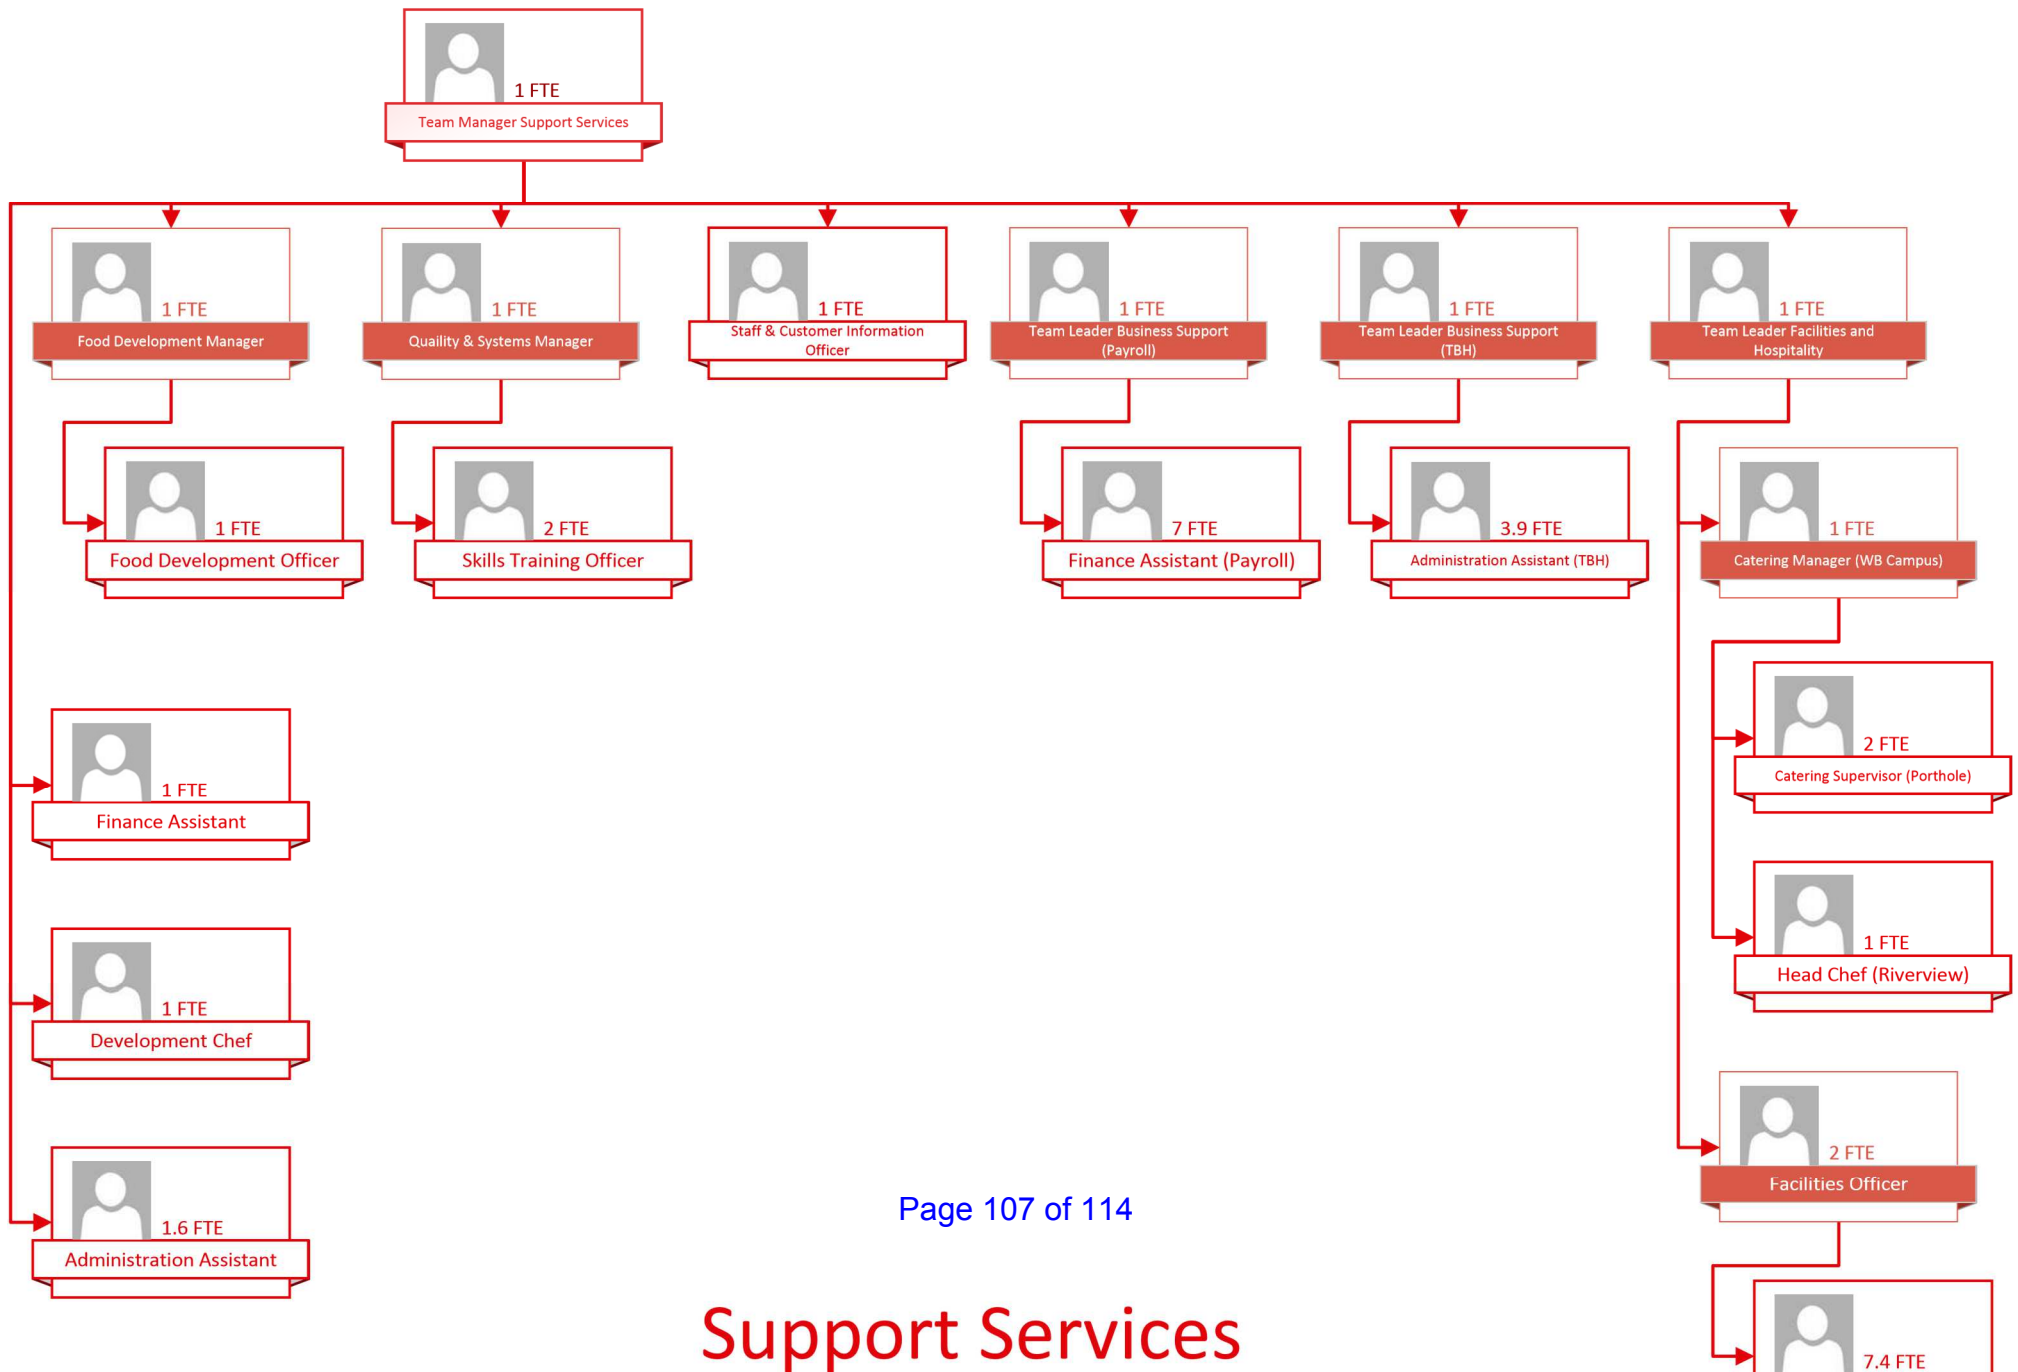 1 FTE
Team Manager Support Services
1 FTE
Food Development Manager
1 FTE
Quaility & Systems Manager
1 FTE
Staff & Customer Information
Officer
1 FTE
Team Leader Business Support
(Payroll)
1 FTE
Team Leader Business Support
(TBH)
1 FTE
Team Leader Facilities and
Hospitality
1 FTE
Food Development Officer
2 FTE
Skills Training Officer
7 FTE
Finance Assistant (Payroll)
3.9 FTE
Administration Assistant (TBH)
1 FTE
Catering Manager (WB Campus)
2 FTE
Catering Supervisor (Porthole)
1 FTE
Finance Assistant
1 FTE
Head Chef (Riverview)
1 FTE
Development Chef
2 FTE
Facilities Officer
1.6 FTE
Administration Assistant
Page 107 of 114
Support Services
7.4 FTE